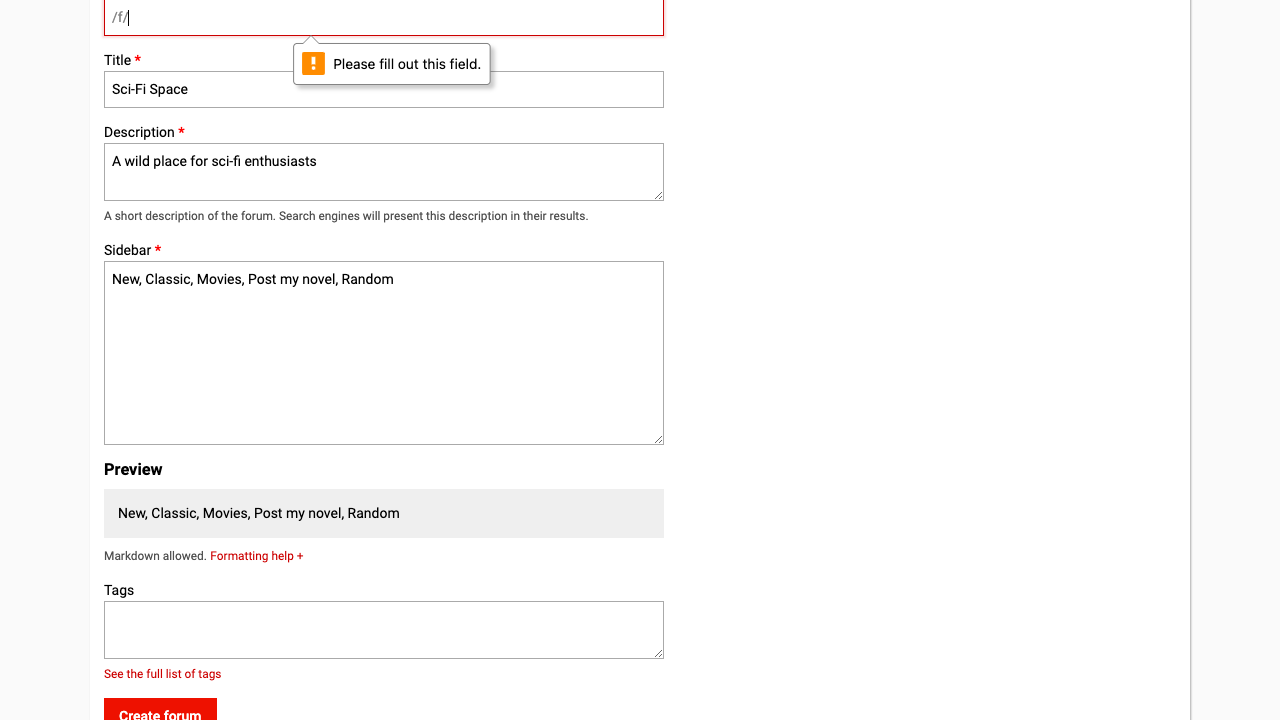 /f/
Please fill out this field.
Title *
Sci-Fi Space
Description *
A wild place for sci-fi enthusiasts
A short description of the forum. Search engines will present this description in their results.
Sidebar *
New, Classic, Movies, Post my novel, Random
Preview
New, Classic, Movies, Post my novel, Random
Markdown allowed. Formatting help +
Tags
See the full list of tags
Create forum